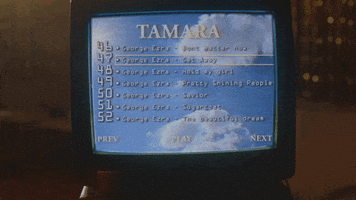 TAMARA
46 • George Ezra - Dont matter now
47 • George Ezra - Get Away
48 • George Ezra - Hold my girl
49 • George Ezra - Pretty Shining People
50 • George Ezra - Savior
51 • George Ezra - Sugarcoat
52 • George Ezra - The Beautiful dream
PREV PLAY NEXT